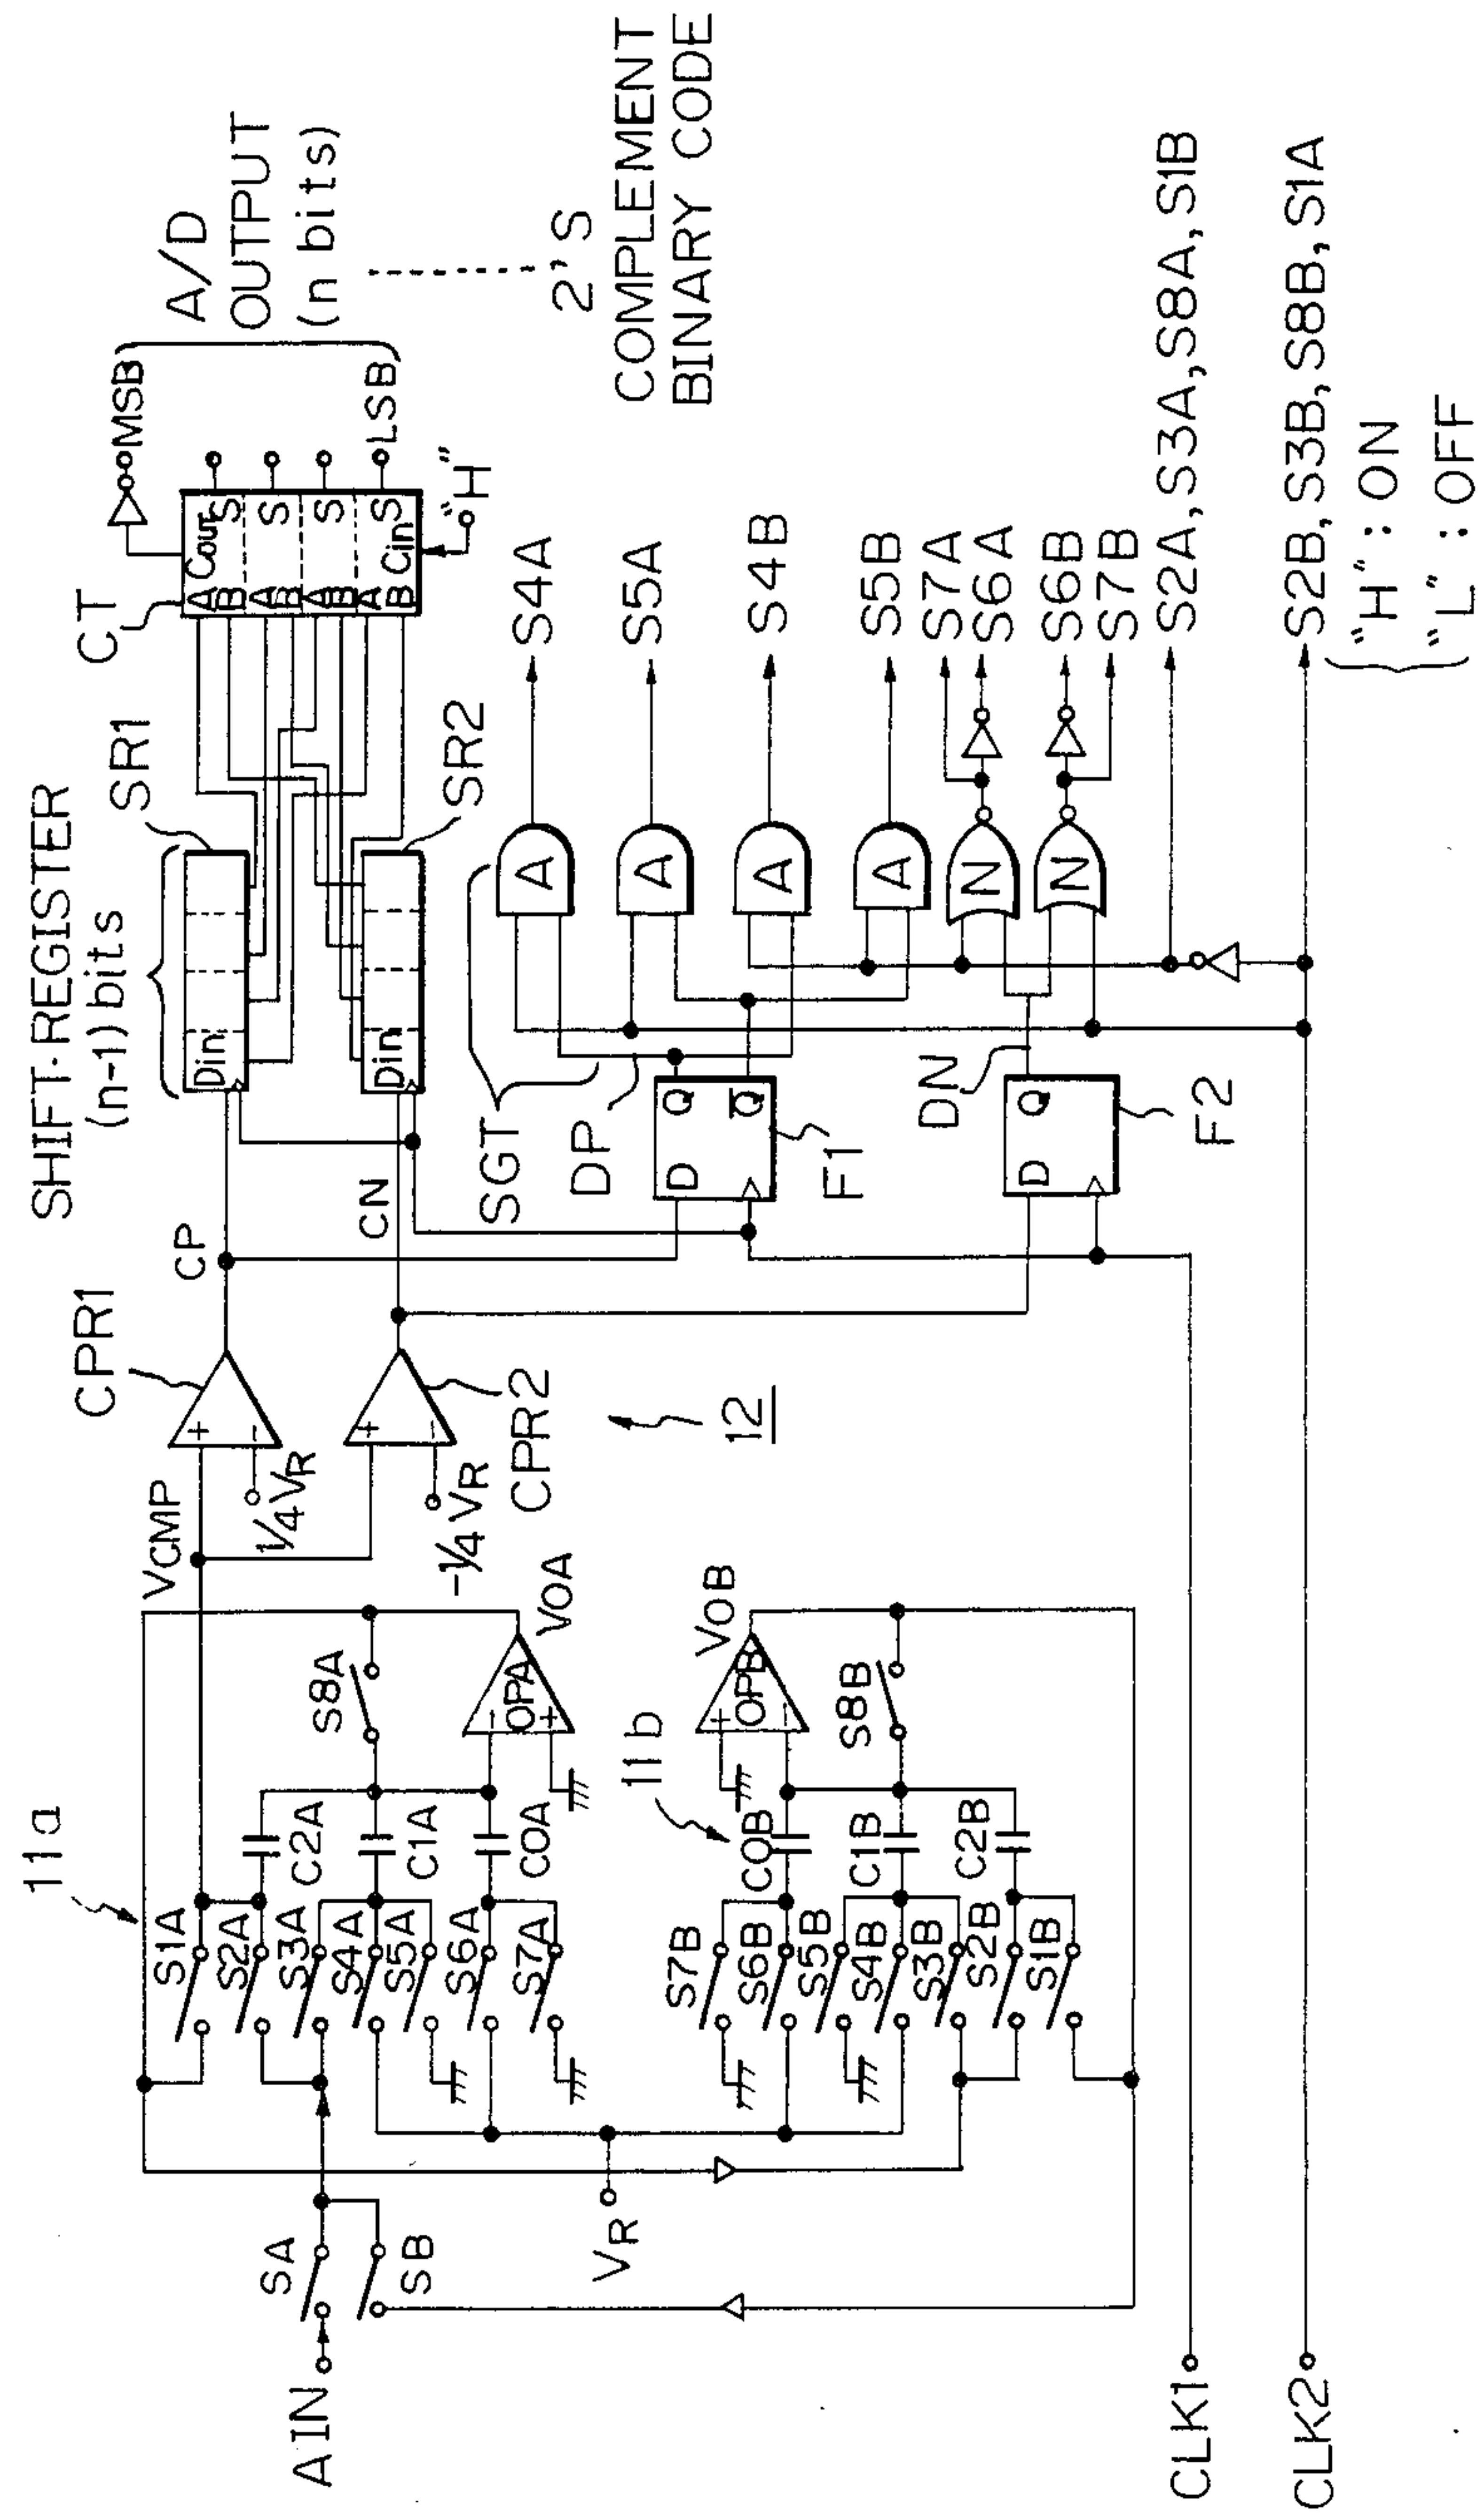 SHIFT·REGISTER
(n-1) bits
SR1
CT
A/D
OUTPUT
(n bits)
2'S
COMPLEMENT
BINARY CODE
MSB
LSB
"H"
Cout
A
B
A
B
A
B
A
B
S
S
S
S
Cin
Din
Din
SR2
CP
CN
CPR1
CPR2
+
-
+
-
1/4VR
-1/4VR
VCMP
12
11a
S1A
S2A
S3A
S4A
S5A
S6A
S7A
C2A
C1A
C0A
S8A
OPA
-
+
VOA
11b
S7B
S6B
S5B
S4B
S3B
S2B
S1B
C0B
C1B
C2B
S8B
OPB
+
-
VOB
AIN
SA
SB
VR
SGT
DP
D
Q
Q̅
F1
DN
D
Q
F2
A
A
A
A
N
N
S4A
S5A
S4B
S5B
S7A
S6A
S6B
S7B
S2A, S3A, S8A, S1B
S2B, S3B, S8B, S1A
"H" : ON
"L" : OFF
CLK1
CLK2